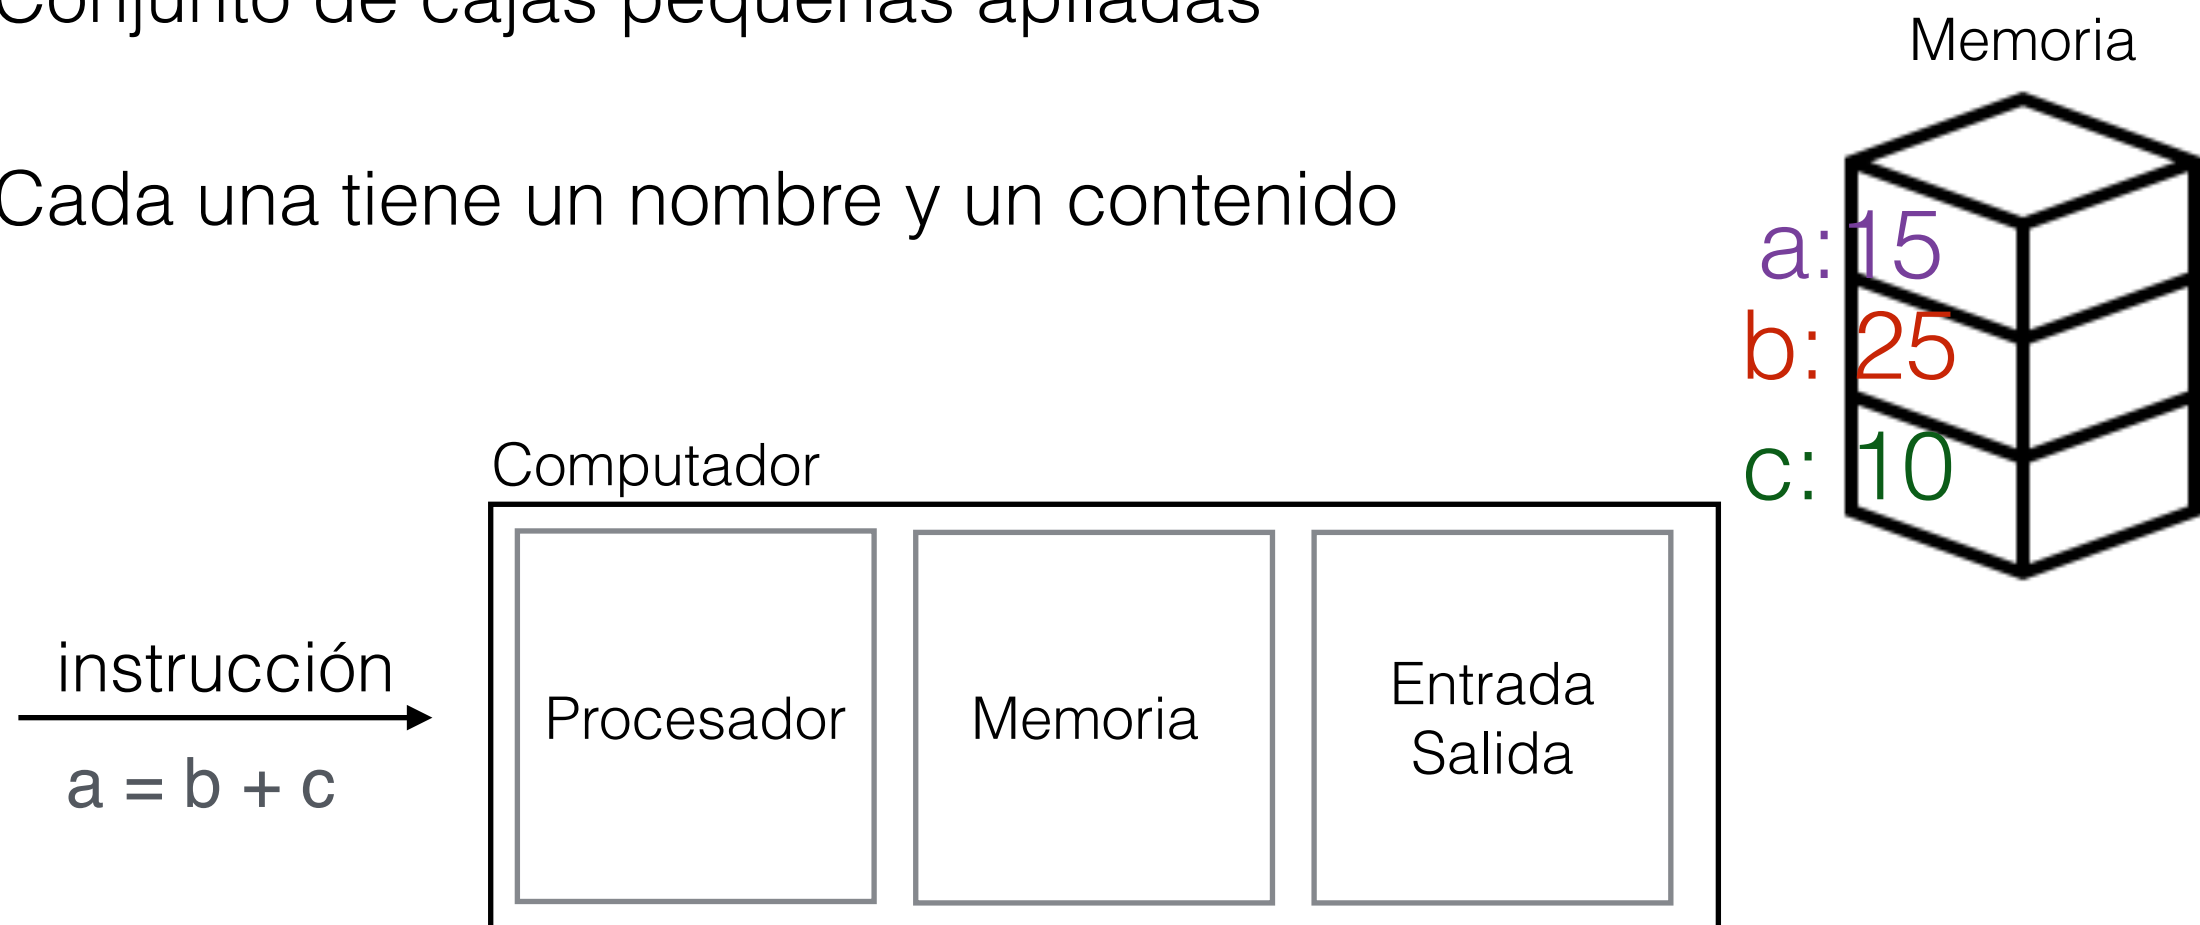 Conjunto de cajas pequeñas apiladas
Memoria
Cada una tiene un nombre y un contenido
a:15
b: 25
c: 10
Computador
instrucción
a = b + c
Procesador
Memoria
Entrada
Salida